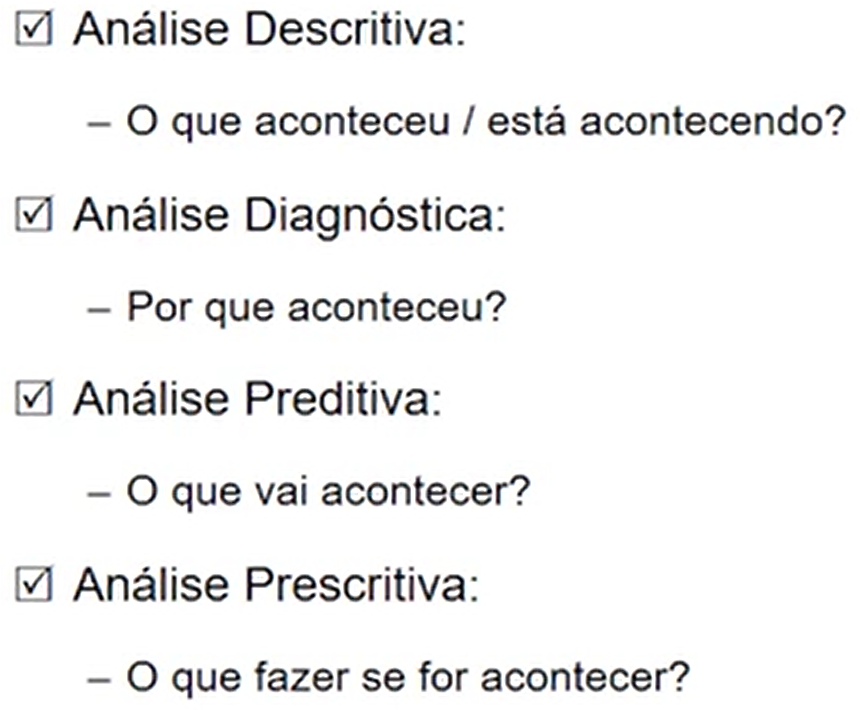 ☑ Análise Descritiva:
– O que aconteceu / está acontecendo?
☑ Análise Diagnóstica:
– Por que aconteceu?
☑ Análise Preditiva:
– O que vai acontecer?
☑ Análise Prescritiva:
– O que fazer se for acontecer?